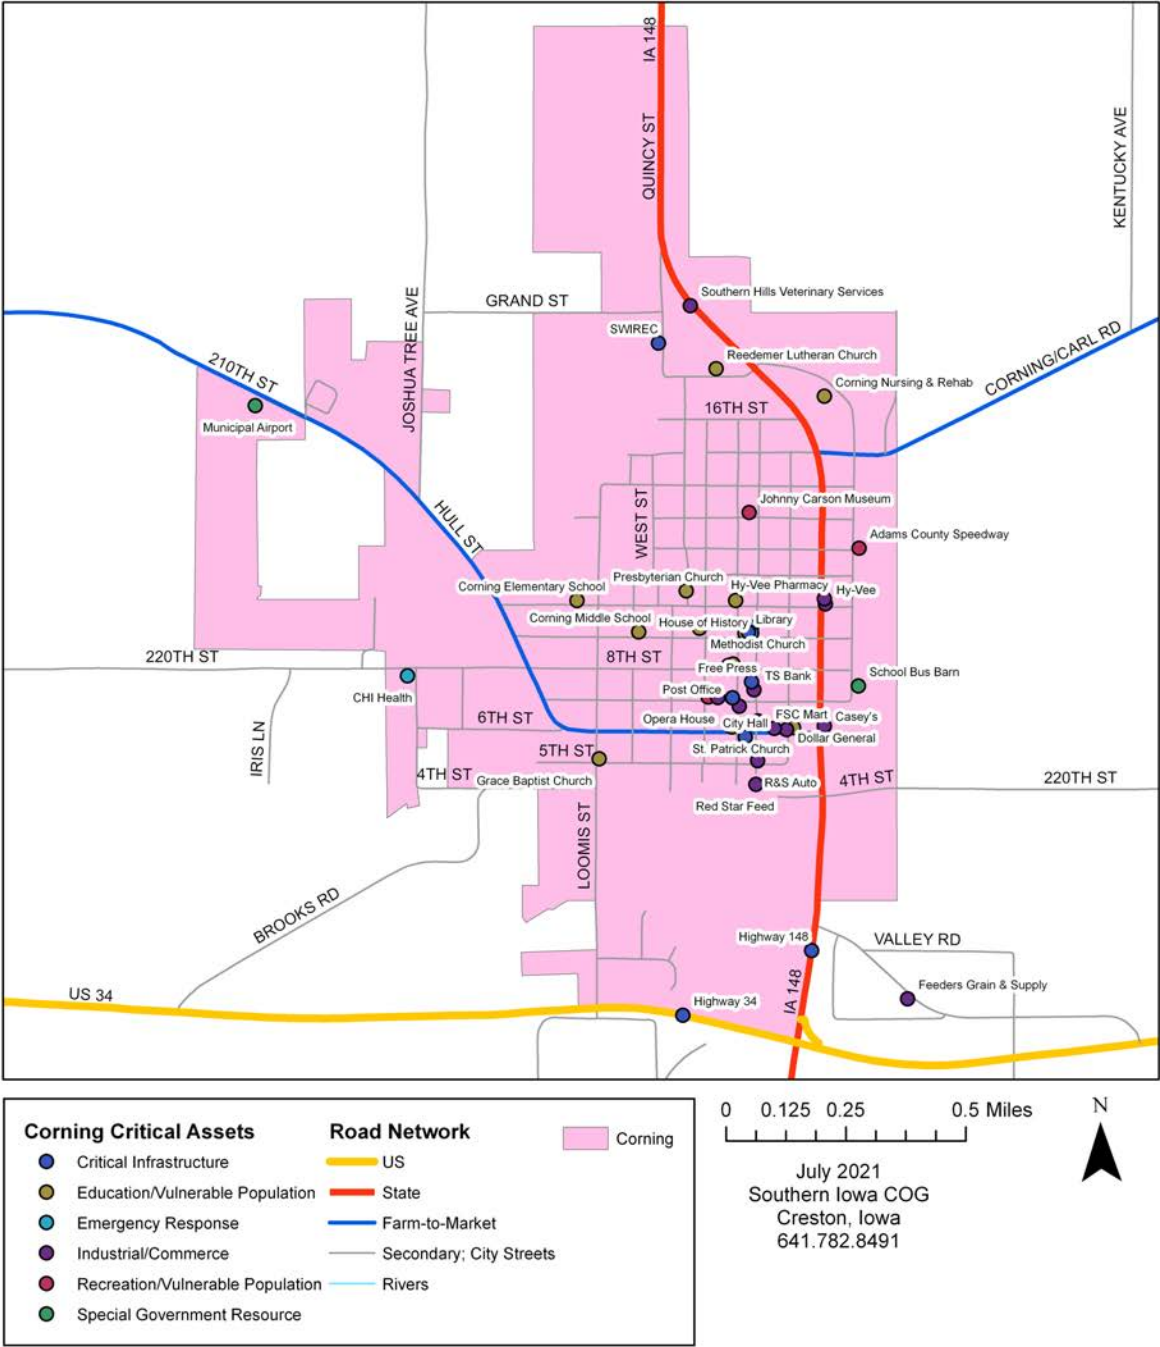 IA 148
QUINCY ST
KENTUCKY AVE
Southern Hills Veterinary Services
GRAND ST
JOSHUA TREE AVE
SWIREC
CORNING/CARL RD
Reedemer Lutheran Church
210TH ST
Corning Nursing & Rehab
16TH ST
Municipal Airport
Johnny Carson Museum
WEST ST
HULL ST
Adams County Speedway
Presbyterian Church
Corning Elementary School
Hy-Vee Pharmacy
Hy-Vee
Corning Middle School
House of History
Library
Methodist Church
220TH ST
8TH ST
Free Press
TS Bank
School Bus Barn
CHI Health
Post Office
6TH ST
Opera House
City Hall
FSC Mart
Casey's
Dollar General
IRIS LN
5TH ST
St. Patrick Church
4TH ST
Grace Baptist Church
R&S Auto
4TH ST
220TH ST
Red Star Feed
LOOMIS ST
BROOKS RD
Highway 148
VALLEY RD
IA 148
Feeders Grain & Supply
US 34
Highway 34
Corning Critical Assets
Critical Infrastructure
Education/Vulnerable Population
Emergency Response
Industrial/Commerce
Recreation/Vulnerable Population
Special Government Resource
Road Network
US
State
Farm-to-Market
Secondary; City Streets
Rivers
Corning
0 0.125 0.25 0.5 Miles
July 2021
Southern Iowa COG
Creston, Iowa
641.782.8491
N